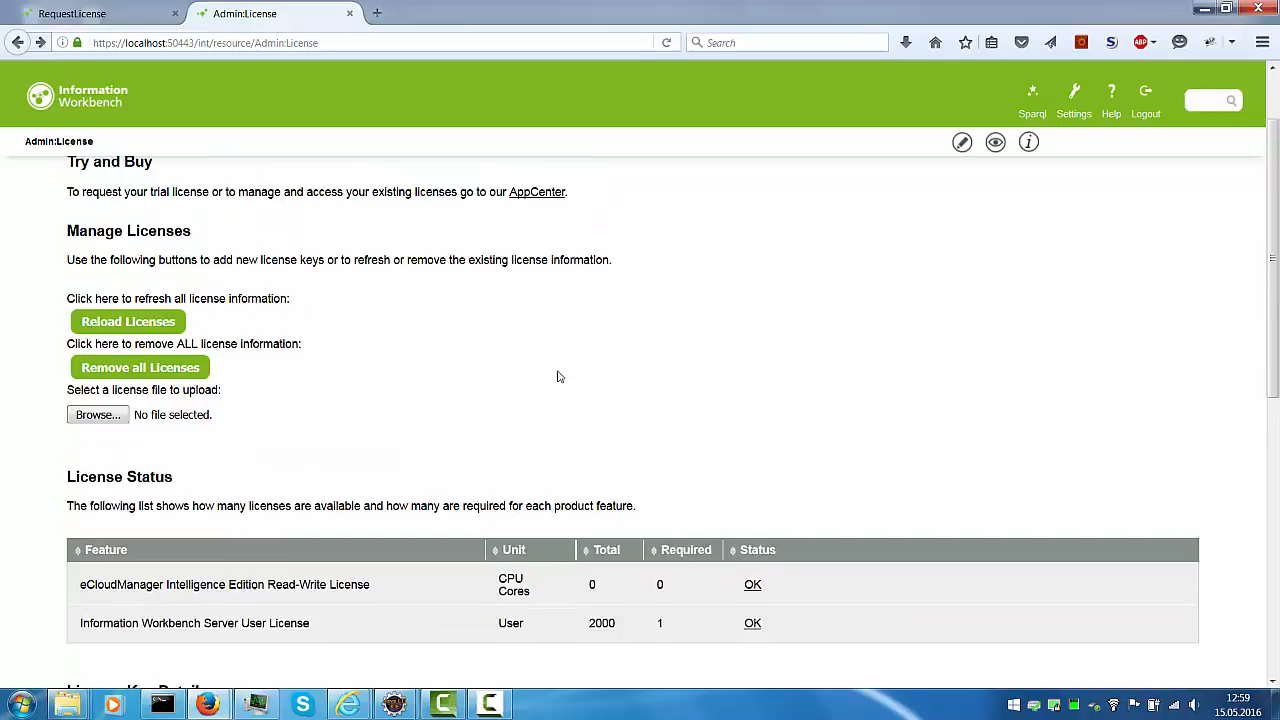 RequestLicense
Admin:License
https://localhost:50443/int/resource/Admin:License
Search
ABP
Information
Workbench
Sparql
Settings
Help
Logout
Admin:License
Try and Buy
To request your trial license or to manage and access your existing licenses go to our AppCenter.
Manage Licenses
Use the following buttons to add new license keys or to refresh or remove the existing license information.
Click here to refresh all license information:
Reload Licenses
Click here to remove ALL license information:
Remove all Licenses
Select a license file to upload:
Browse... No file selected.
License Status
The following list shows how many licenses are available and how many are required for each product feature.
Feature Unit Total Required Status
eCloudManager Intelligence Edition Read-Write License CPU Cores 0 0 OK
Information Workbench Server User License User 2000 1 OK
12:59
15.05.2016